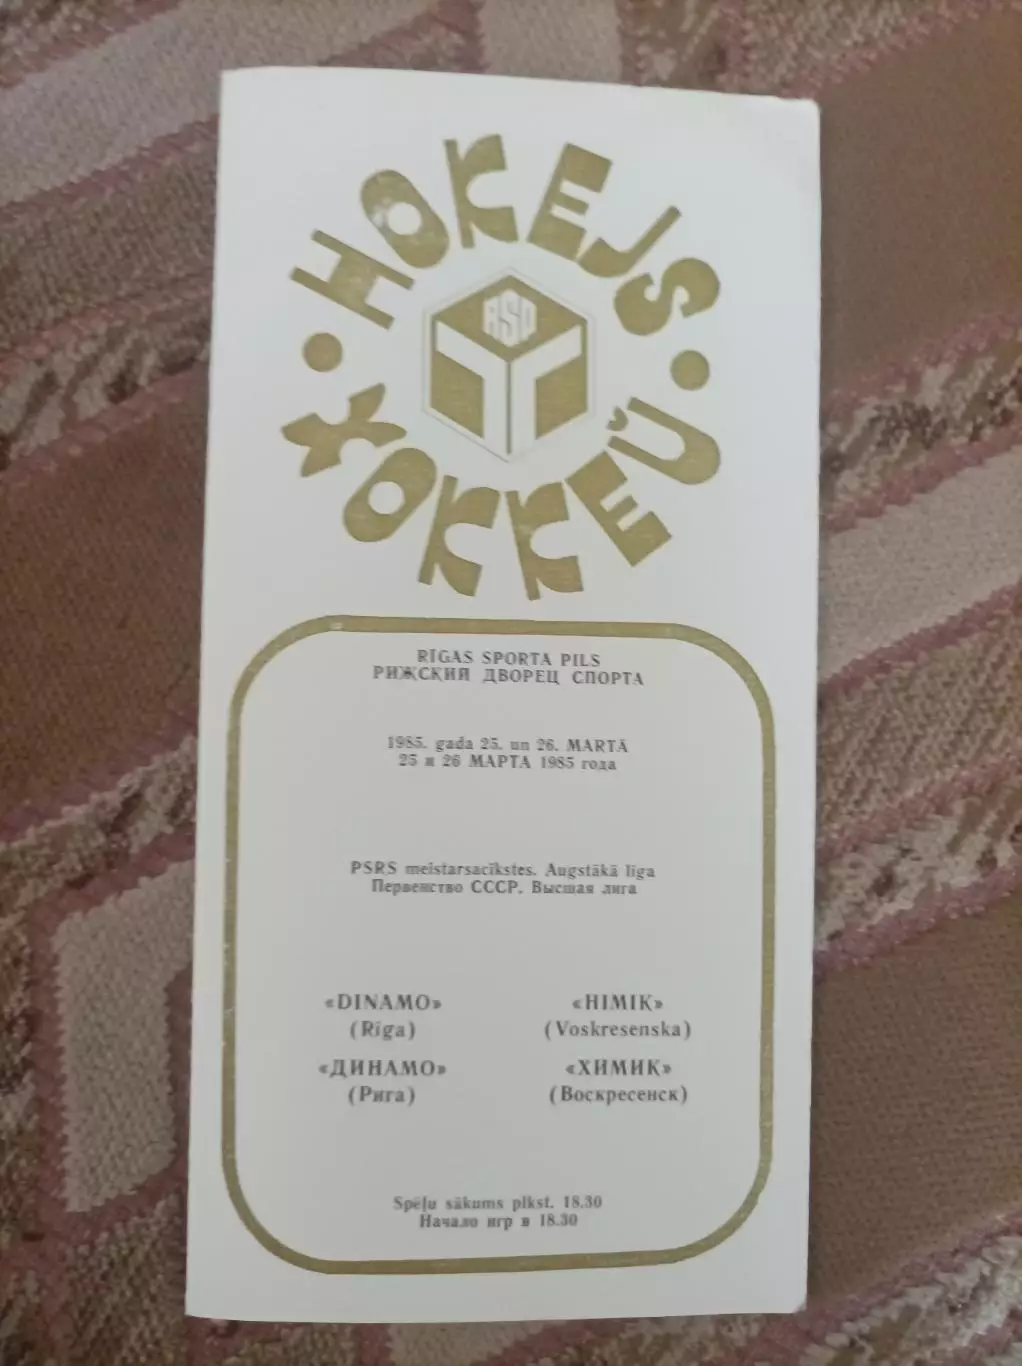 HOKEJS
RSP
ХОККЕЙ
RĪGAS SPORTA PILS
РИЖСКИЙ ДВОРЕЦ СПОРТА
1985. gada 25. un 26. MARTĀ
25 и 26 МАРТА 1985 года
PSRS meistarsacīkstes. Augstākā līga
Первенство СССР. Высшая лига
«DINAMO» «HIMIK»
(Rīga) (Voskresenska)
«ДИНАМО» «ХИМИК»
(Рига) (Воскресенск)
Spēļu sākums plkst. 18.30
Начало игр в 18.30